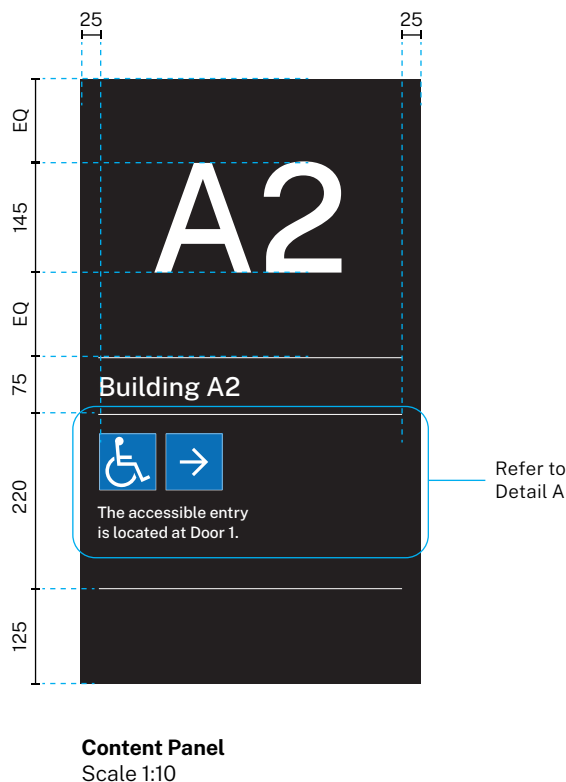 25
25
EQ
145
EQ
75
220
125
A2
Building A2
The accessible entry
is located at Door 1.
Refer to
Detail A
Content Panel
Scale 1:10